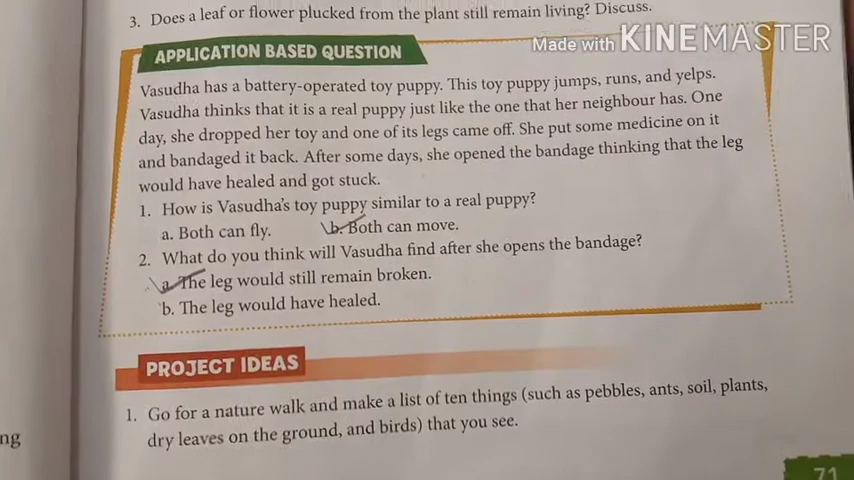 3. Does a leaf or flower plucked from the plant still remain living? Discuss.
Made with KINEMASTER
APPLICATION BASED QUESTION
Vasudha has a battery-operated toy puppy. This toy puppy jumps, runs, and yelps.
Vasudha thinks that it is a real puppy just like the one that her neighbour has. One
day, she dropped her toy and one of its legs came off. She put some medicine on it
and bandaged it back. After some days, she opened the bandage thinking that the leg
would have healed and got stuck.
1. How is Vasudha's toy puppy similar to a real puppy?
a. Both can fly. b. Both can move.
2. What do you think will Vasudha find after she opens the bandage?
a. The leg would still remain broken.
b. The leg would have healed.
PROJECT IDEAS
1. Go for a nature walk and make a list of ten things (such as pebbles, ants, soil, plants,
dry leaves on the ground, and birds) that you see.
ng
71